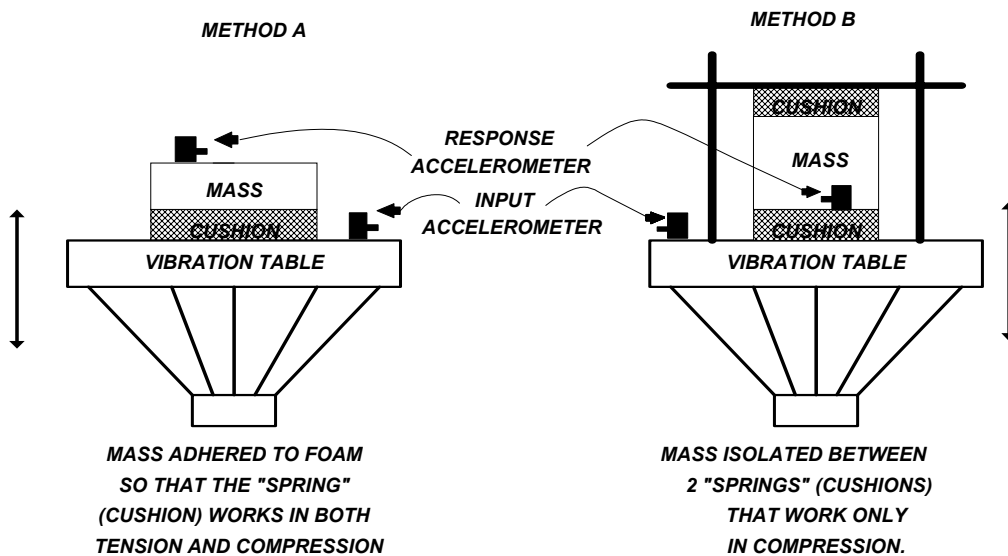 METHOD A
METHOD B
RESPONSE
ACCELEROMETER
INPUT
ACCELEROMETER
MASS
CUSHION
VIBRATION TABLE
CUSHION
MASS
CUSHION
VIBRATION TABLE
MASS ADHERED TO FOAM
SO THAT THE "SPRING"
(CUSHION) WORKS IN BOTH
TENSION AND COMPRESSION
MASS ISOLATED BETWEEN
2 "SPRINGS" (CUSHIONS)
THAT WORK ONLY
IN COMPRESSION.